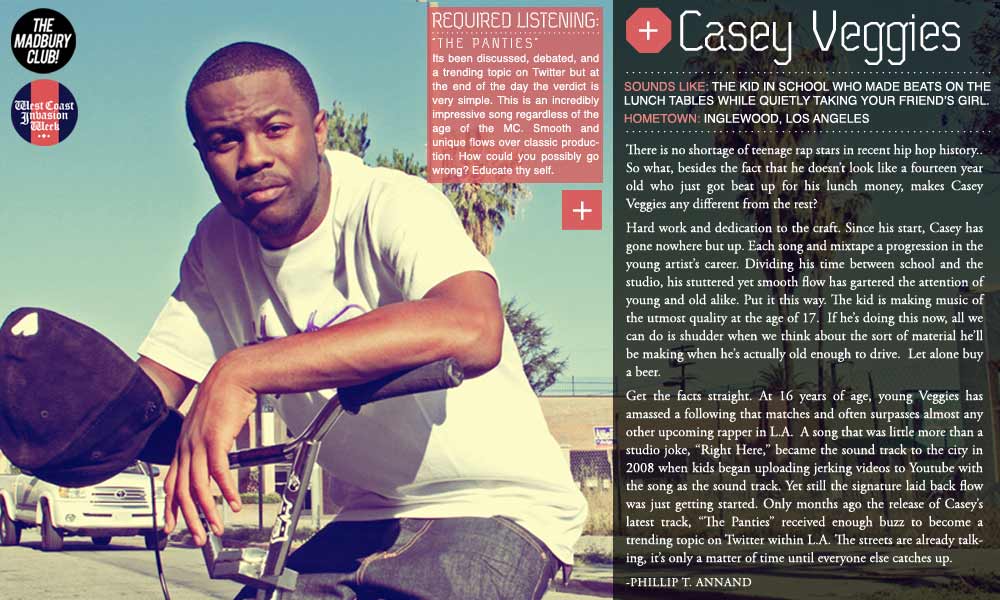 THE
MADBURY
CLUB!
West Coast
Invasion
Week
REQUIRED LISTENING:
"THE PANTIES"
Its been discussed, debated, and
a trending topic on Twitter but at
the end of the day the verdict is
very simple. This is an incredibly
impressive song regardless of the
age of the MC. Smooth and
unique flows over classic produc-
tion. How could you possibly go
wrong? Educate thy self.
+
+ Casey Veggies
SOUNDS LIKE: THE KID IN SCHOOL WHO MADE BEATS ON THE
LUNCH TABLES WHILE QUIETLY TAKING YOUR FRIEND'S GIRL.
HOMETOWN: INGLEWOOD, LOS ANGELES
There is no shortage of teenage rap stars in recent hip hop history..
So what, besides the fact that he doesn't look like a fourteen year
old who just got beat up for his lunch money, makes Casey
Veggies any different from the rest?
Hard work and dedication to the craft. Since his start, Casey has
gone nowhere but up. Each song and mixtape a progression in the
young artist's career. Dividing his time between school and the
studio, his stuttered yet smooth flow has gartered the attention of
young and old alike. Put it this way. The kid is making music of
the utmost quality at the age of 17.  If he's doing this now, all we
can do is shudder when we think about the sort of material he'll
be making when he's actually old enough to drive.  Let alone buy
a beer.
Get the facts straight. At 16 years of age, young Veggies has
amassed a following that matches and often surpasses almost any
other upcoming rapper in L.A.  A song that was little more than a
studio joke, "Right Here," became the sound track to the city in
2008 when kids began uploading jerking videos to Youtube with
the song as the sound track. Yet still the signature laid back flow
was just getting started. Only months ago the release of Casey's
latest track, "The Panties" received enough buzz to become a
trending topic on Twitter within L.A. The streets are already talk-
ing, it's only a matter of time until everyone else catches up.
-PHILLIP T. ANNAND